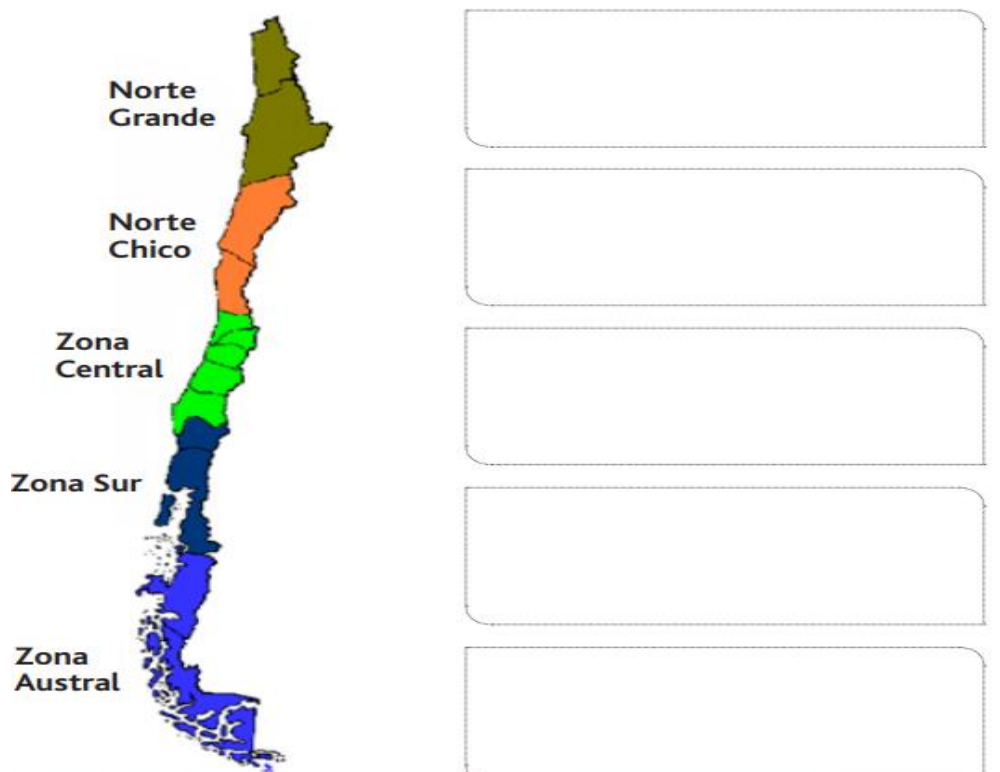 Norte
Grande
Norte
Chico
Zona
Central
Zona Sur
Zona
Austral